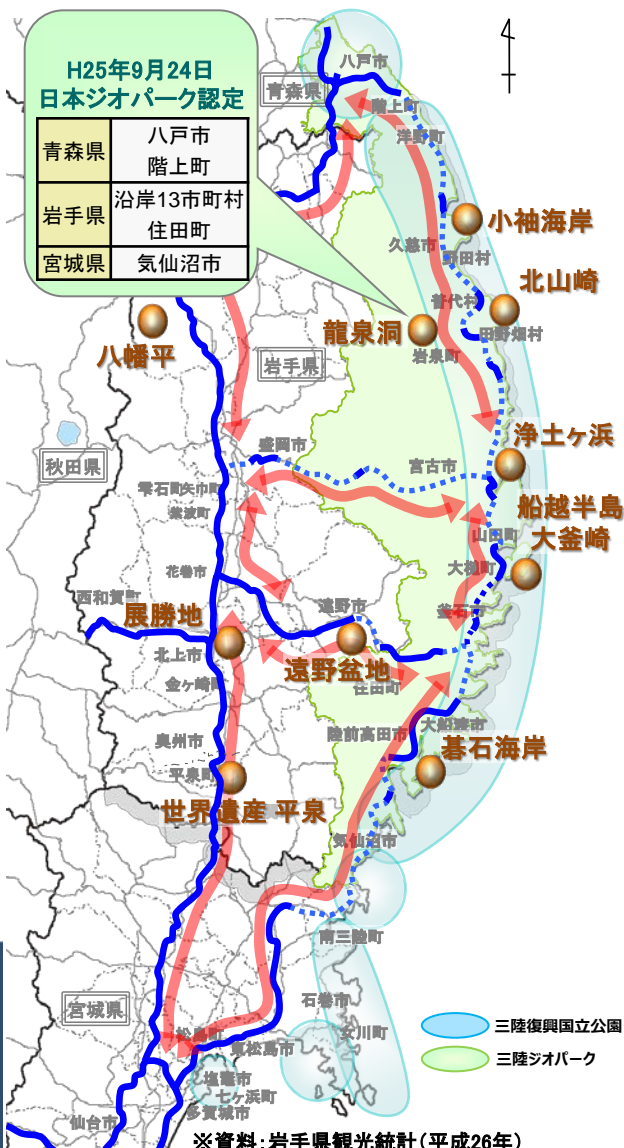 H25年9月24日
日本ジオパーク認定
青森県
八戸市
階上町
岩手県
沿岸13市町村
住田町
宮城県
気仙沼市
八戸市
青森県
階上町
洋野町
小袖海岸
久慈市
野田村
北山崎
普代村
田野畑村
龍泉洞
岩泉町
八幡平
岩手県
浄土ヶ浜
盛岡市
宮古市
秋田県
雫石町
矢巾町
紫波町
船越半島
大釜崎
山田町
大槌町
花巻市
西和賀町
遠野市
釜石市
展勝地
遠野盆地
北上市
住田町
金ヶ崎町
大船渡市
陸前高田市
奥州市
碁石海岸
平泉町
世界遺産 平泉
気仙沼市
南三陸町
石巻市
宮城県
女川町
三陸復興国立公園
松島町
東松島市
三陸ジオパーク
塩竈市
七ヶ浜町
多賀城市
仙台市
※資料:岩手県観光統計(平成26年)